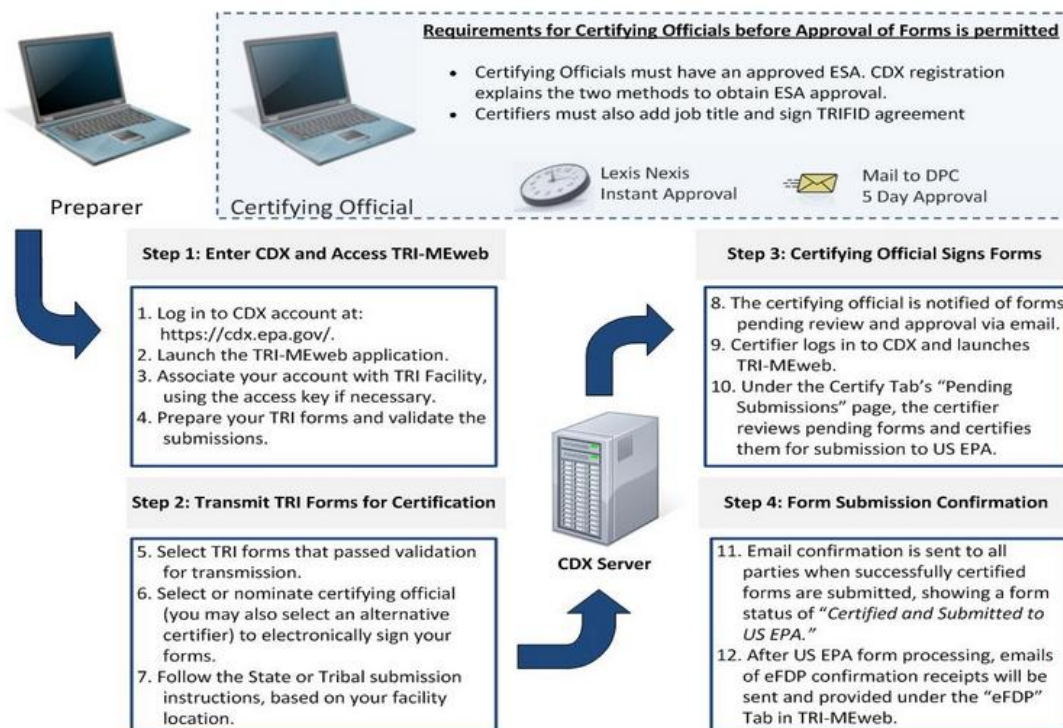 Requirements for Certifying Officials before Approval of Forms is permitted
• Certifying Officials must have an approved ESA. CDX registration
explains the two methods to obtain ESA approval.
• Certifiers must also add job title and sign TRIFID agreement
Lexis Nexis
Instant Approval
Mail to DPC
5 Day Approval
Preparer
Certifying Official
Step 1: Enter CDX and Access TRI-MEweb
1. Log in to CDX account at:
https://cdx.epa.gov/.
2. Launch the TRI-MEweb application.
3. Associate your account with TRI Facility,
using the access key if necessary.
4. Prepare your TRI forms and validate the
submissions.
Step 2: Transmit TRI Forms for Certification
5. Select TRI forms that passed validation
for transmission.
6. Select or nominate certifying official
(you may also select an alternative
certifier) to electronically sign your
forms.
7. Follow the State or Tribal submission
instructions, based on your facility
location.
CDX Server
Step 3: Certifying Official Signs Forms
8. The certifying official is notified of forms
pending review and approval via email.
9. Certifier logs in to CDX and launches
TRI-MEweb.
10. Under the Certify Tab's “Pending
Submissions” page, the certifier
reviews pending forms and certifies
them for submission to US EPA.
Step 4: Form Submission Confirmation
11. Email confirmation is sent to all
parties when successfully certified
forms are submitted, showing a form
status of “Certified and Submitted to
US EPA.”
12. After US EPA form processing, emails
of eFDP confirmation receipts will be
sent and provided under the “eFDP”
Tab in TRI-MEweb.